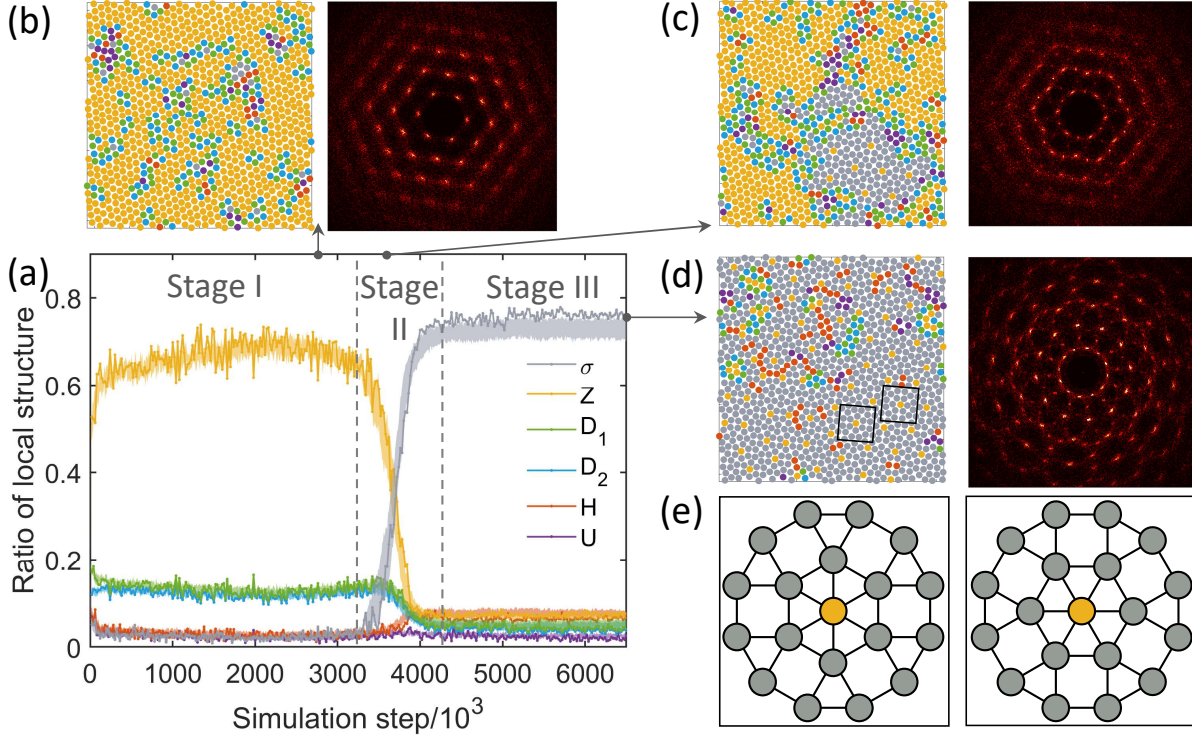 (b)
(c)
(a)
Stage I
Stage
II
Stage III
0.8
0.6
0.4
0.2
0
Ratio of local structure
σ
Z
D₁
D₂
H
U
0 1000 2000 3000 4000 5000 6000
Simulation step/10³
(d)
(e)